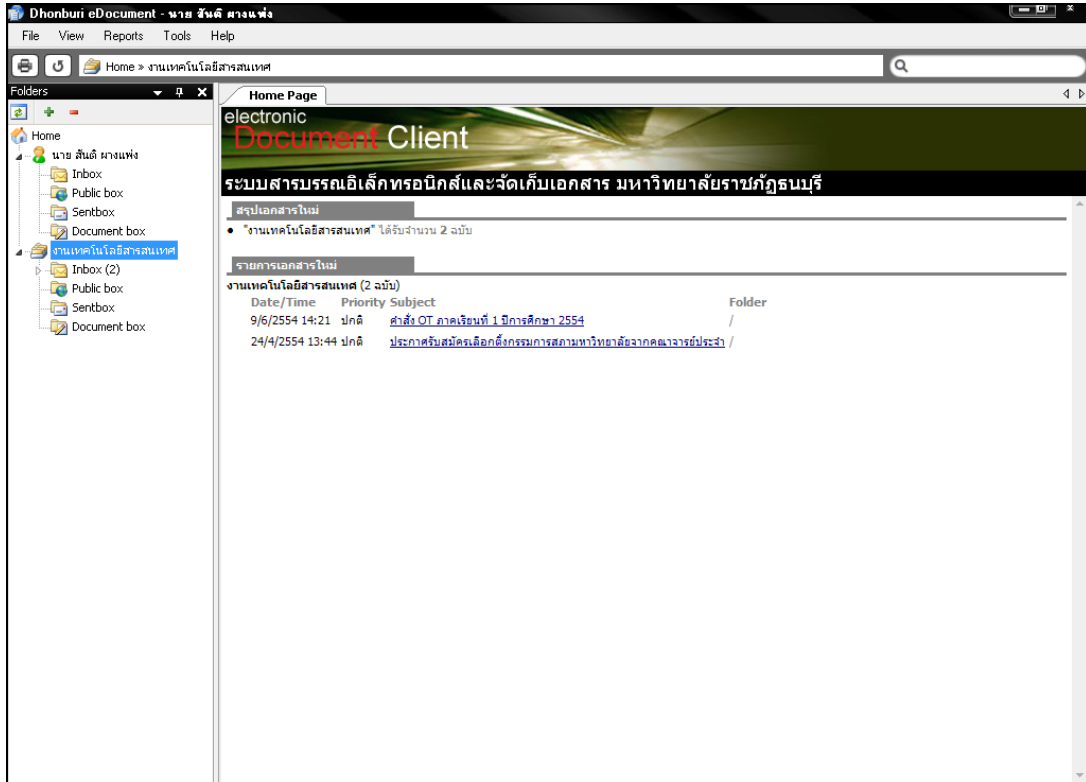 Dhonburi eDocument - นาย สันติ ผางแพ่ง
File View Reports Tools Help
Home » งานเทคโนโลยีสารสนเทศ
Folders
Home
นาย สันติ ผางแพ่ง
Inbox
Public box
Sentbox
Document box
งานเทคโนโลยีสารสนเทศ
Inbox (2)
Public box
Sentbox
Document box
Home Page
electronic
Document Client
ระบบสารบรรณอิเล็กทรอนิกส์และจัดเก็บเอกสาร มหาวิทยาลัยราชภัฏธนบุรี
สรุปเอกสารใหม่
• "งานเทคโนโลยีสารสนเทศ" ได้รับจำนวน 2 ฉบับ
รายการเอกสารใหม่
งานเทคโนโลยีสารสนเทศ (2 ฉบับ)
Date/Time Priority Subject Folder
9/6/2554 14:21 ปกติ คำสั่ง OT ภาคเรียนที่ 1 ปีการศึกษา 2554 /
24/4/2554 13:44 ปกติ ประกาศรับสมัครเลือกตั้งกรรมการสภามหาวิทยาลัยจากคณาจารย์ประจำ /